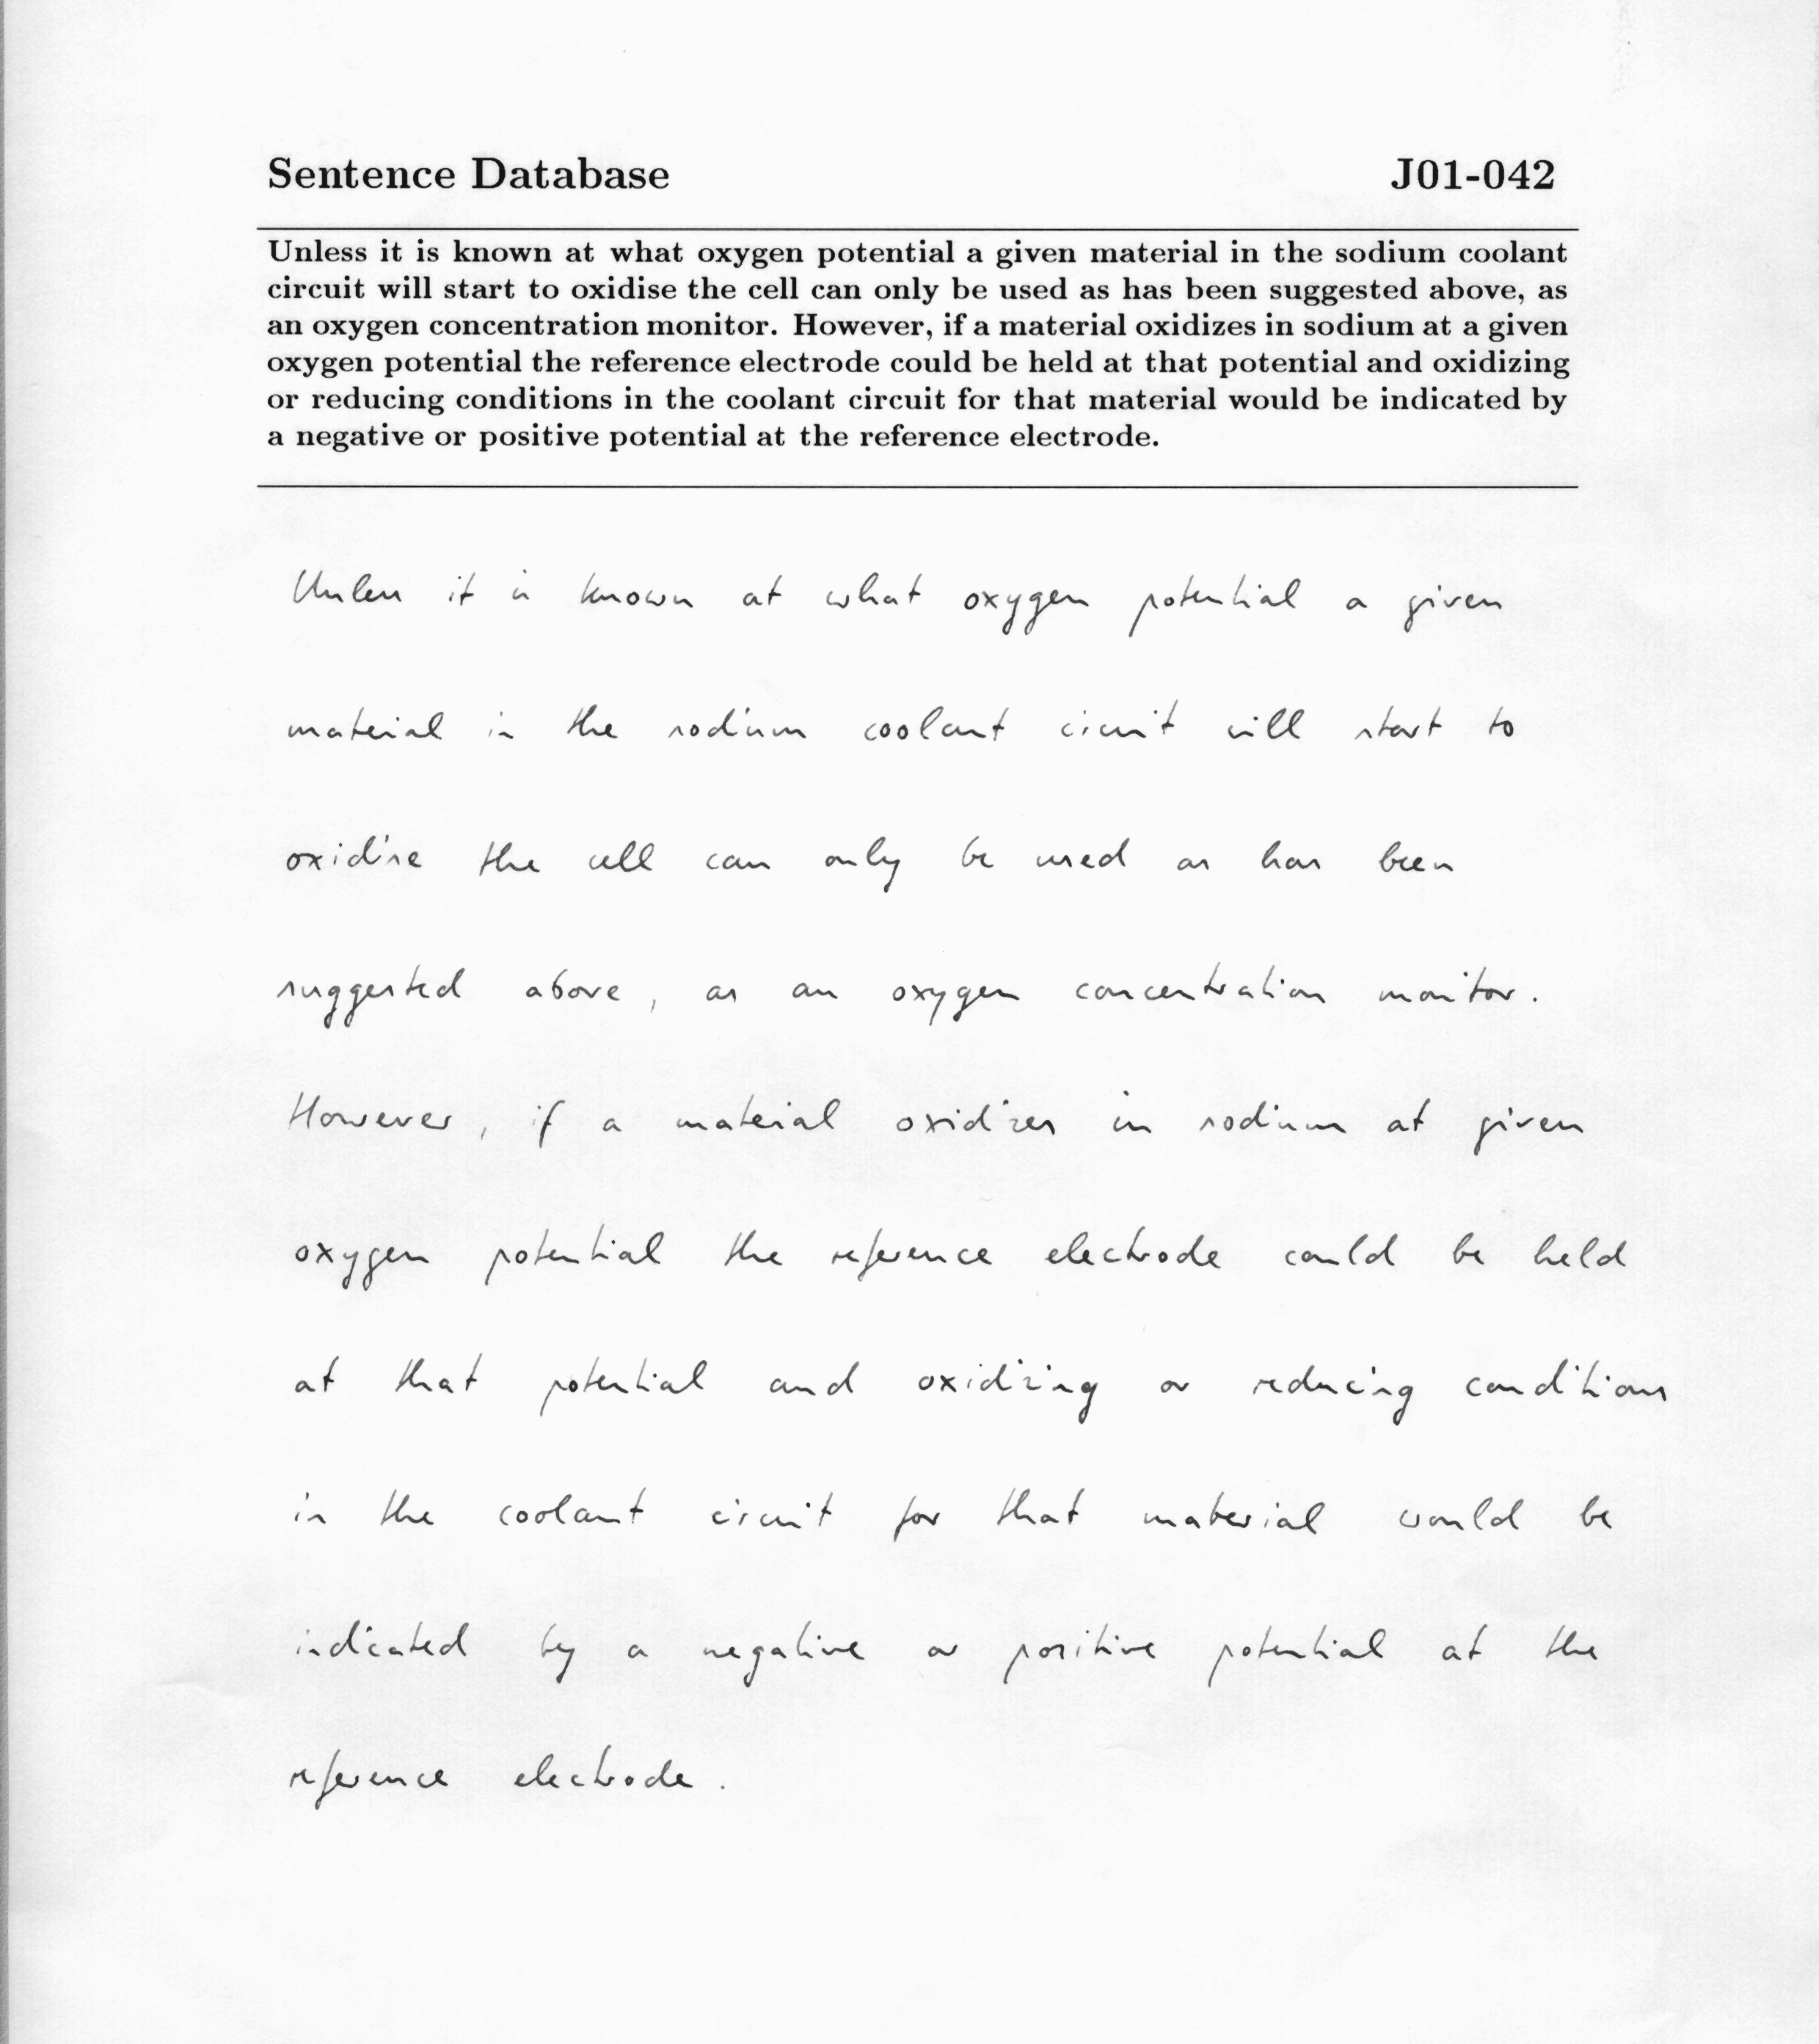 Sentence Database J01-042
Unless it is known at what oxygen potential a given material in the sodium coolant
circuit will start to oxidise the cell can only be used as has been suggested above, as
an oxygen concentration monitor. However, if a material oxidizes in sodium at a given
oxygen potential the reference electrode could be held at that potential and oxidizing
or reducing conditions in the coolant circuit for that material would be indicated by
a negative or positive potential at the reference electrode.
Unless it is known at what oxygen potential a given
material in the sodium coolant circuit will start to
oxidise the cell can only be used as has been
suggested above, as an oxygen concentration monitor.
However, if a material oxidizes in sodium at given
oxygen potential the reference electrode could be held
at that potential and oxidizing or reducing conditions
in the coolant circuit for that material would be
indicated by a negative or positive potential at the
reference electrode.